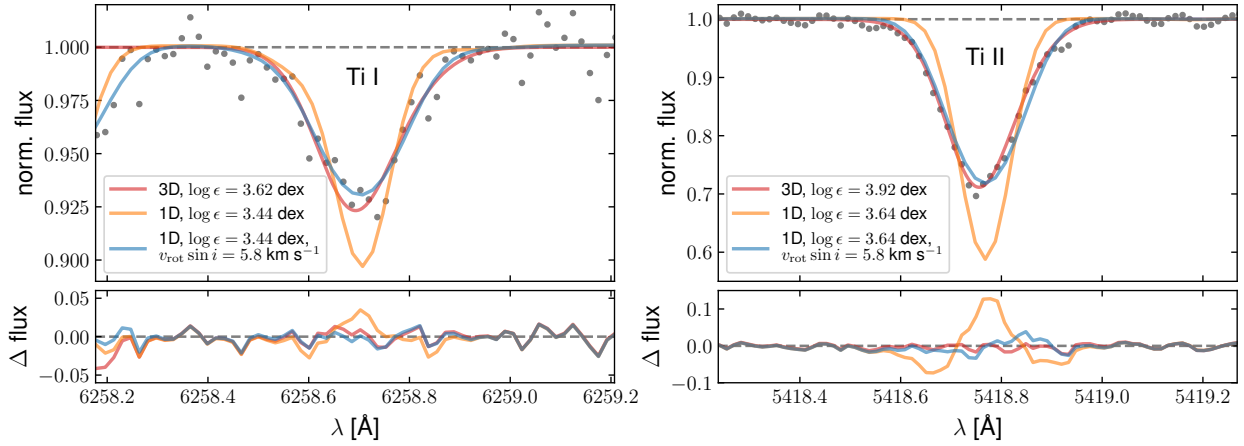 1.000
0.975
0.950
0.925
0.900
norm. flux
Ti I
3D, log ϵ = 3.62 dex
1D, log ϵ = 3.44 dex
1D, log ϵ = 3.44 dex,
v_rot sin i = 5.8 km s⁻¹
0.05
0.00
−0.05
Δ flux
6258.2 6258.4 6258.6 6258.8 6259.0 6259.2
λ [Å]
1.0
0.9
0.8
0.7
0.6
norm. flux
Ti II
3D, log ϵ = 3.92 dex
1D, log ϵ = 3.64 dex
1D, log ϵ = 3.64 dex,
v_rot sin i = 5.8 km s⁻¹
0.1
0.0
−0.1
Δ flux
5418.4 5418.6 5418.8 5419.0 5419.2
λ [Å]